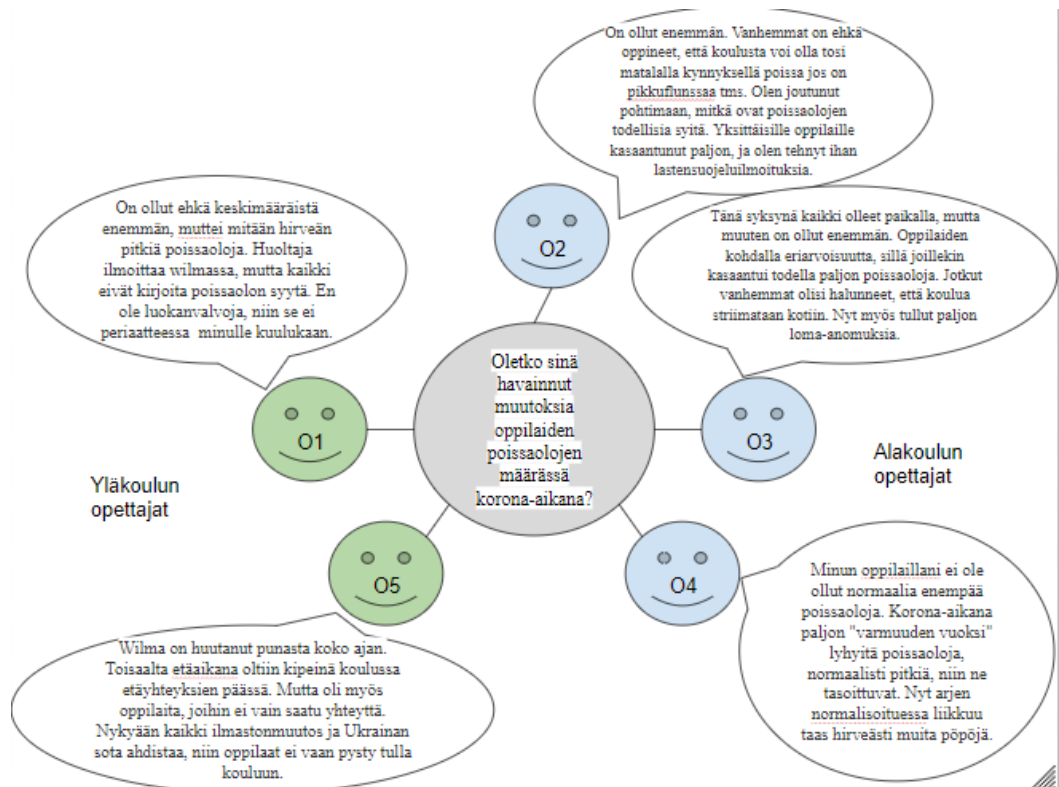 On ollut enemmän. Vanhemmat on ehkä
oppineet, että koulusta voi olla tosi
matalalla kynnyksellä poissa jos on
pikkuflunssaa tms. Olen joutunut
pohtimaan, mitkä ovat poissaolojen
todellisia syitä. Yksittäisille oppilaille
kasaantunut paljon, ja olen tehnyt ihan
lastensuojeluilmoituksia.
O2
On ollut ehkä keskimääräistä
enemmän, muttei mitään hirveän
pitkiä poissaoloja. Huoltaja
ilmoittaa wilmassa, mutta kaikki
eivät kirjoita poissaolon syytä. En
ole luokanvalvoja, niin se ei
periaatteessa minulle kuulukaan.
O1
Tänä syksynä kaikki olleet paikalla, mutta
muuten on ollut enemmän. Oppilaiden
kohdalla eriarvoisuutta, sillä joillekin
kasaantui todella paljon poissaoloja. Jotkut
vanhemmat olisi halunneet, että koulua
striimataan kotiin. Nyt myös tullut paljon
loma-anomuksia.
O3
Oletko sinä
havainnut
muutoksia
oppilaiden
poissaolojen
määrässä
korona-aikana?
Yläkoulun
opettajat
Alakoulun
opettajat
O5
O4
Wilma on huutanut punasta koko ajan.
Toisaalta etäaikana oltiin kipeinä koulussa
etäyhteyksien päässä. Mutta oli myös
oppilaita, joihin ei vain saatu yhteyttä.
Nykyään kaikki ilmastonmuutos ja Ukrainan
sota ahdistaa, niin oppilaat ei vaan pysty tulla
kouluun.
Minun oppilaillani ei ole
ollut normaalia enempää
poissaoloja. Korona-aikana
paljon "varmuuden vuoksi"
lyhyitä poissaoloja,
normaalisti pitkiä, niin ne
tasoittuvat. Nyt arjen
normalisoituessa liikkuu
taas hirveästi muita pöpöjä.